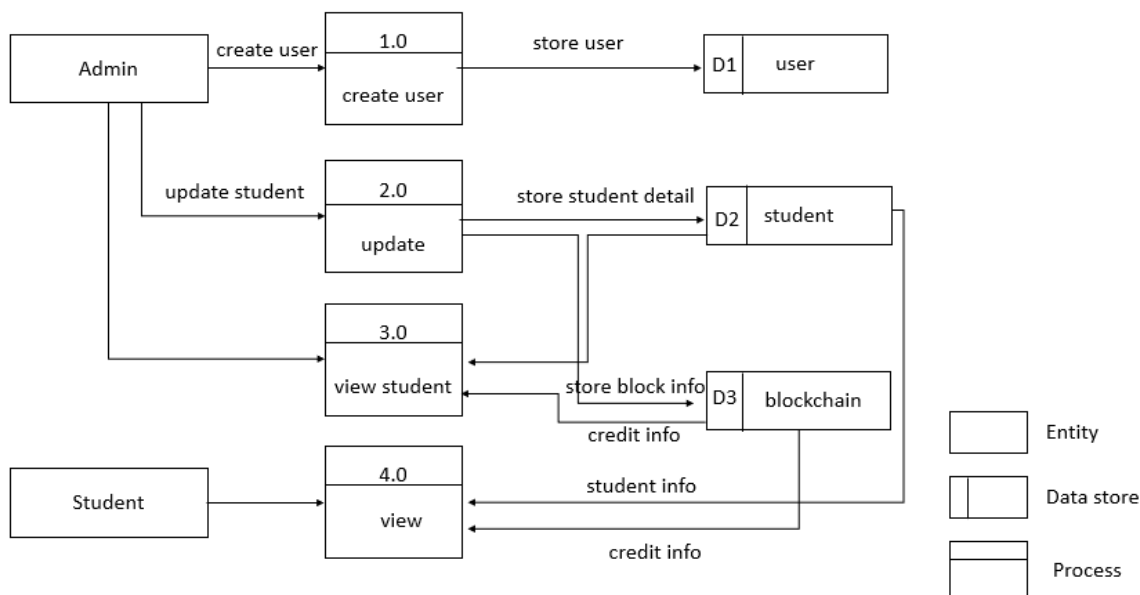 Admin
create user
1.0
create user
store user
D1
user
update student
2.0
update
store student detail
D2
student
3.0
view student
store block info
credit info
D3
blockchain
Student
4.0
view
student info
credit info
Entity
Data store
Process